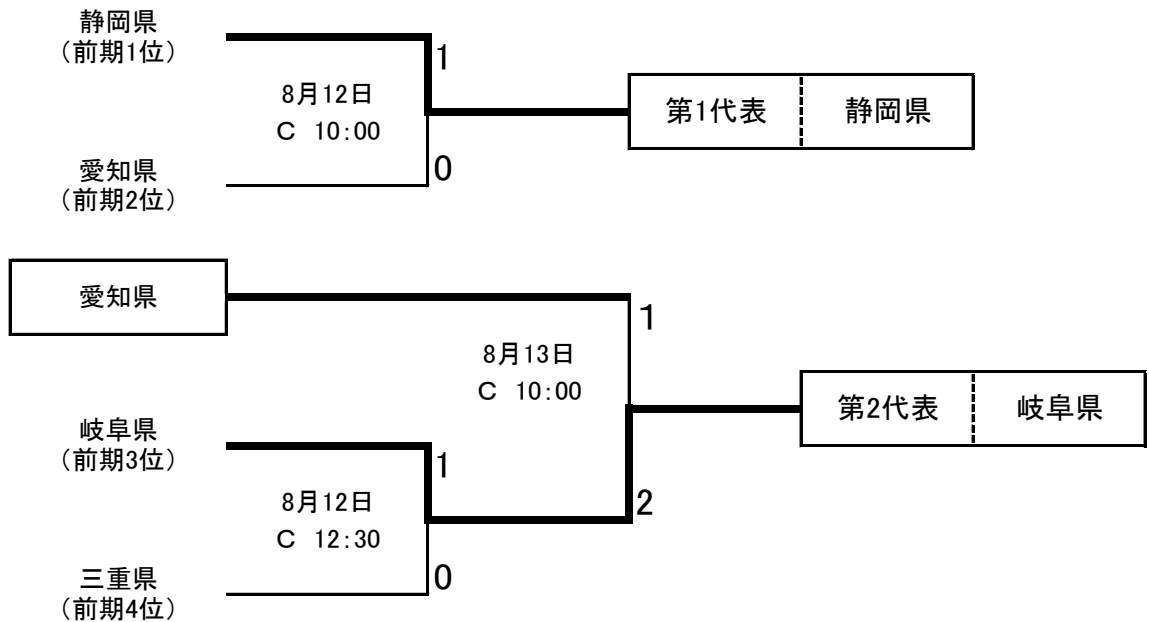 静岡県
（前期1位）
1
8月12日
C 10:00
第1代表 静岡県
愛知県
（前期2位）
0
愛知県
1
8月13日
C 10:00
第2代表 岐阜県
岐阜県
（前期3位）
1
8月12日
C 12:30
2
三重県
（前期4位）
0